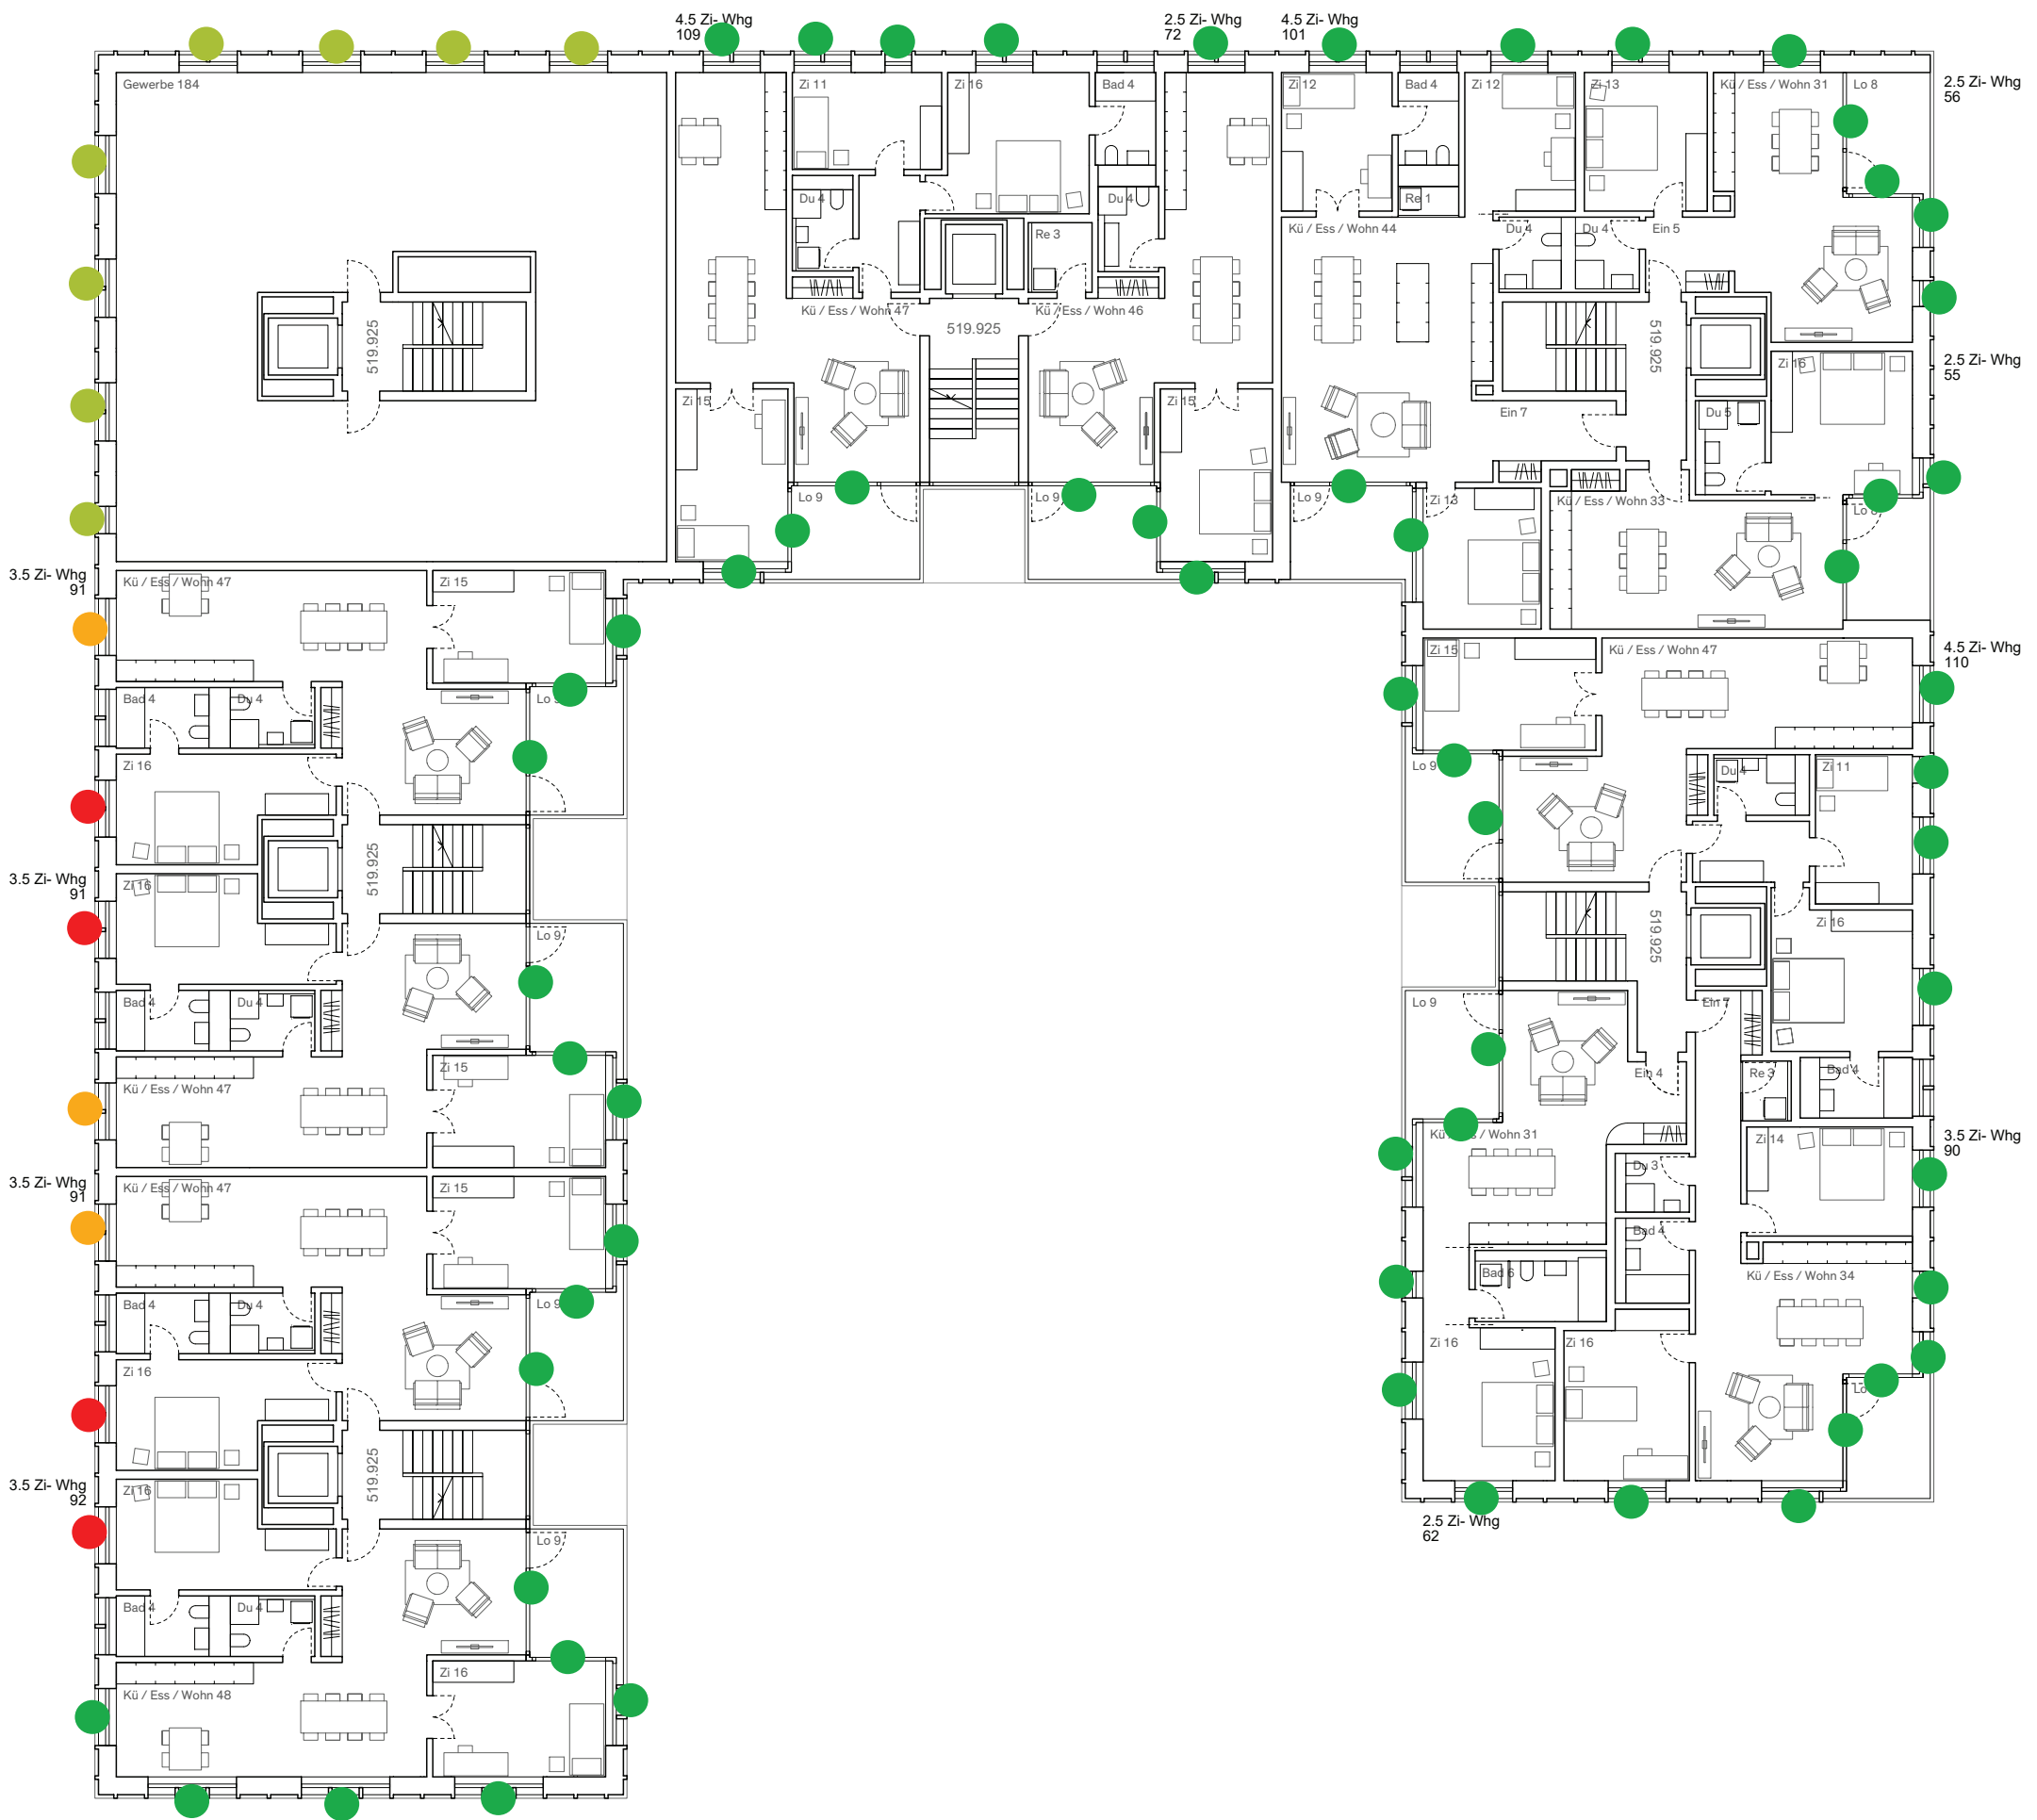 4.5 Zi- Whg
109
2.5 Zi- Whg
72
4.5 Zi- Whg
101
Gewerbe 184
Zi 11
Zi 16
Bad 4
Zi 12
Bad 4
Zi 12
Zi 13
Kü / Ess / Wohn 31
Lo 8
2.5 Zi- Whg
56
Du 4
Du 4
Re 1
Re 3
Kü / Ess / Wohn 44
Du 4
Du 4
Ein 5
Kü / Ess / Wohn 47
Kü / Ess / Wohn 46
519.925
519.925
519.925
2.5 Zi- Whg
55
Zi 16
Zi 15
Zi 15
Ein 7
Du 5
Lo 9
Lo 9
Lo 9
Zi 13
Kü / Ess / Wohn 33
Lo 8
3.5 Zi- Whg
91
Kü / Ess / Wohn 47
Zi 15
4.5 Zi- Whg
110
Zi 15
Kü / Ess / Wohn 47
Bad 4
Du 4
Lo 9
Zi 16
Lo 9
Du 4
Zi 11
519.925
3.5 Zi- Whg
91
Zi 16
Lo 9
519.925
Zi 16
Bad 4
Du 4
Lo 9
Ein 7
Kü / Ess / Wohn 47
Zi 15
Ein 4
Re 3
Bad 4
Kü / Ess / Wohn 31
Zi 14
3.5 Zi- Whg
90
3.5 Zi- Whg
91
Kü / Ess / Wohn 47
Zi 15
Du 3
Bad 4
Bad 4
Du 4
Lo 9
Bad 6
Kü / Ess / Wohn 34
Zi 16
Zi 16
Zi 16
Lo
519.925
3.5 Zi- Whg
92
Zi 16
Lo 9
2.5 Zi- Whg
62
Bad 4
Du 4
Kü / Ess / Wohn 48
Zi 16